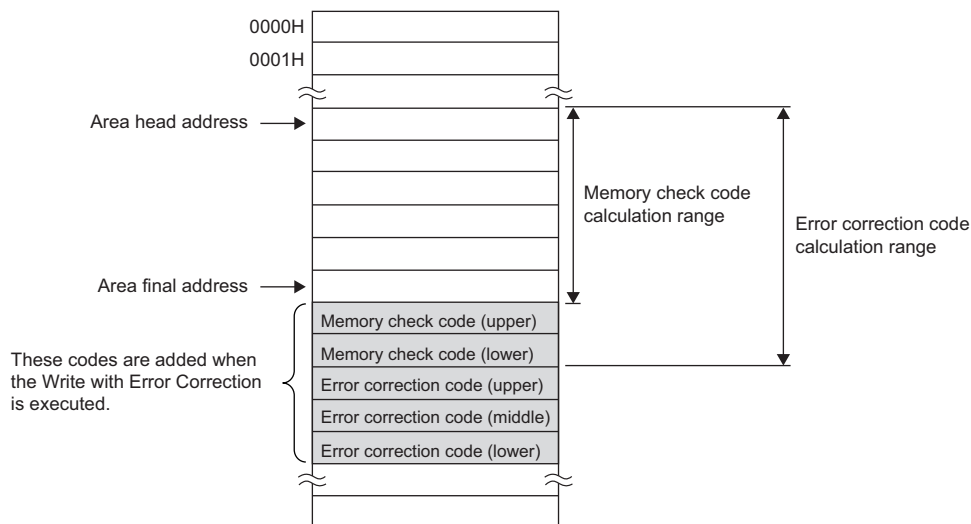 0000H
0001H
Area head address
Memory check code
calculation range
Error correction code
calculation range
Area final address
Memory check code (upper)
Memory check code (lower)
Error correction code (upper)
Error correction code (middle)
Error correction code (lower)
These codes are added when
the Write with Error Correction
is executed.